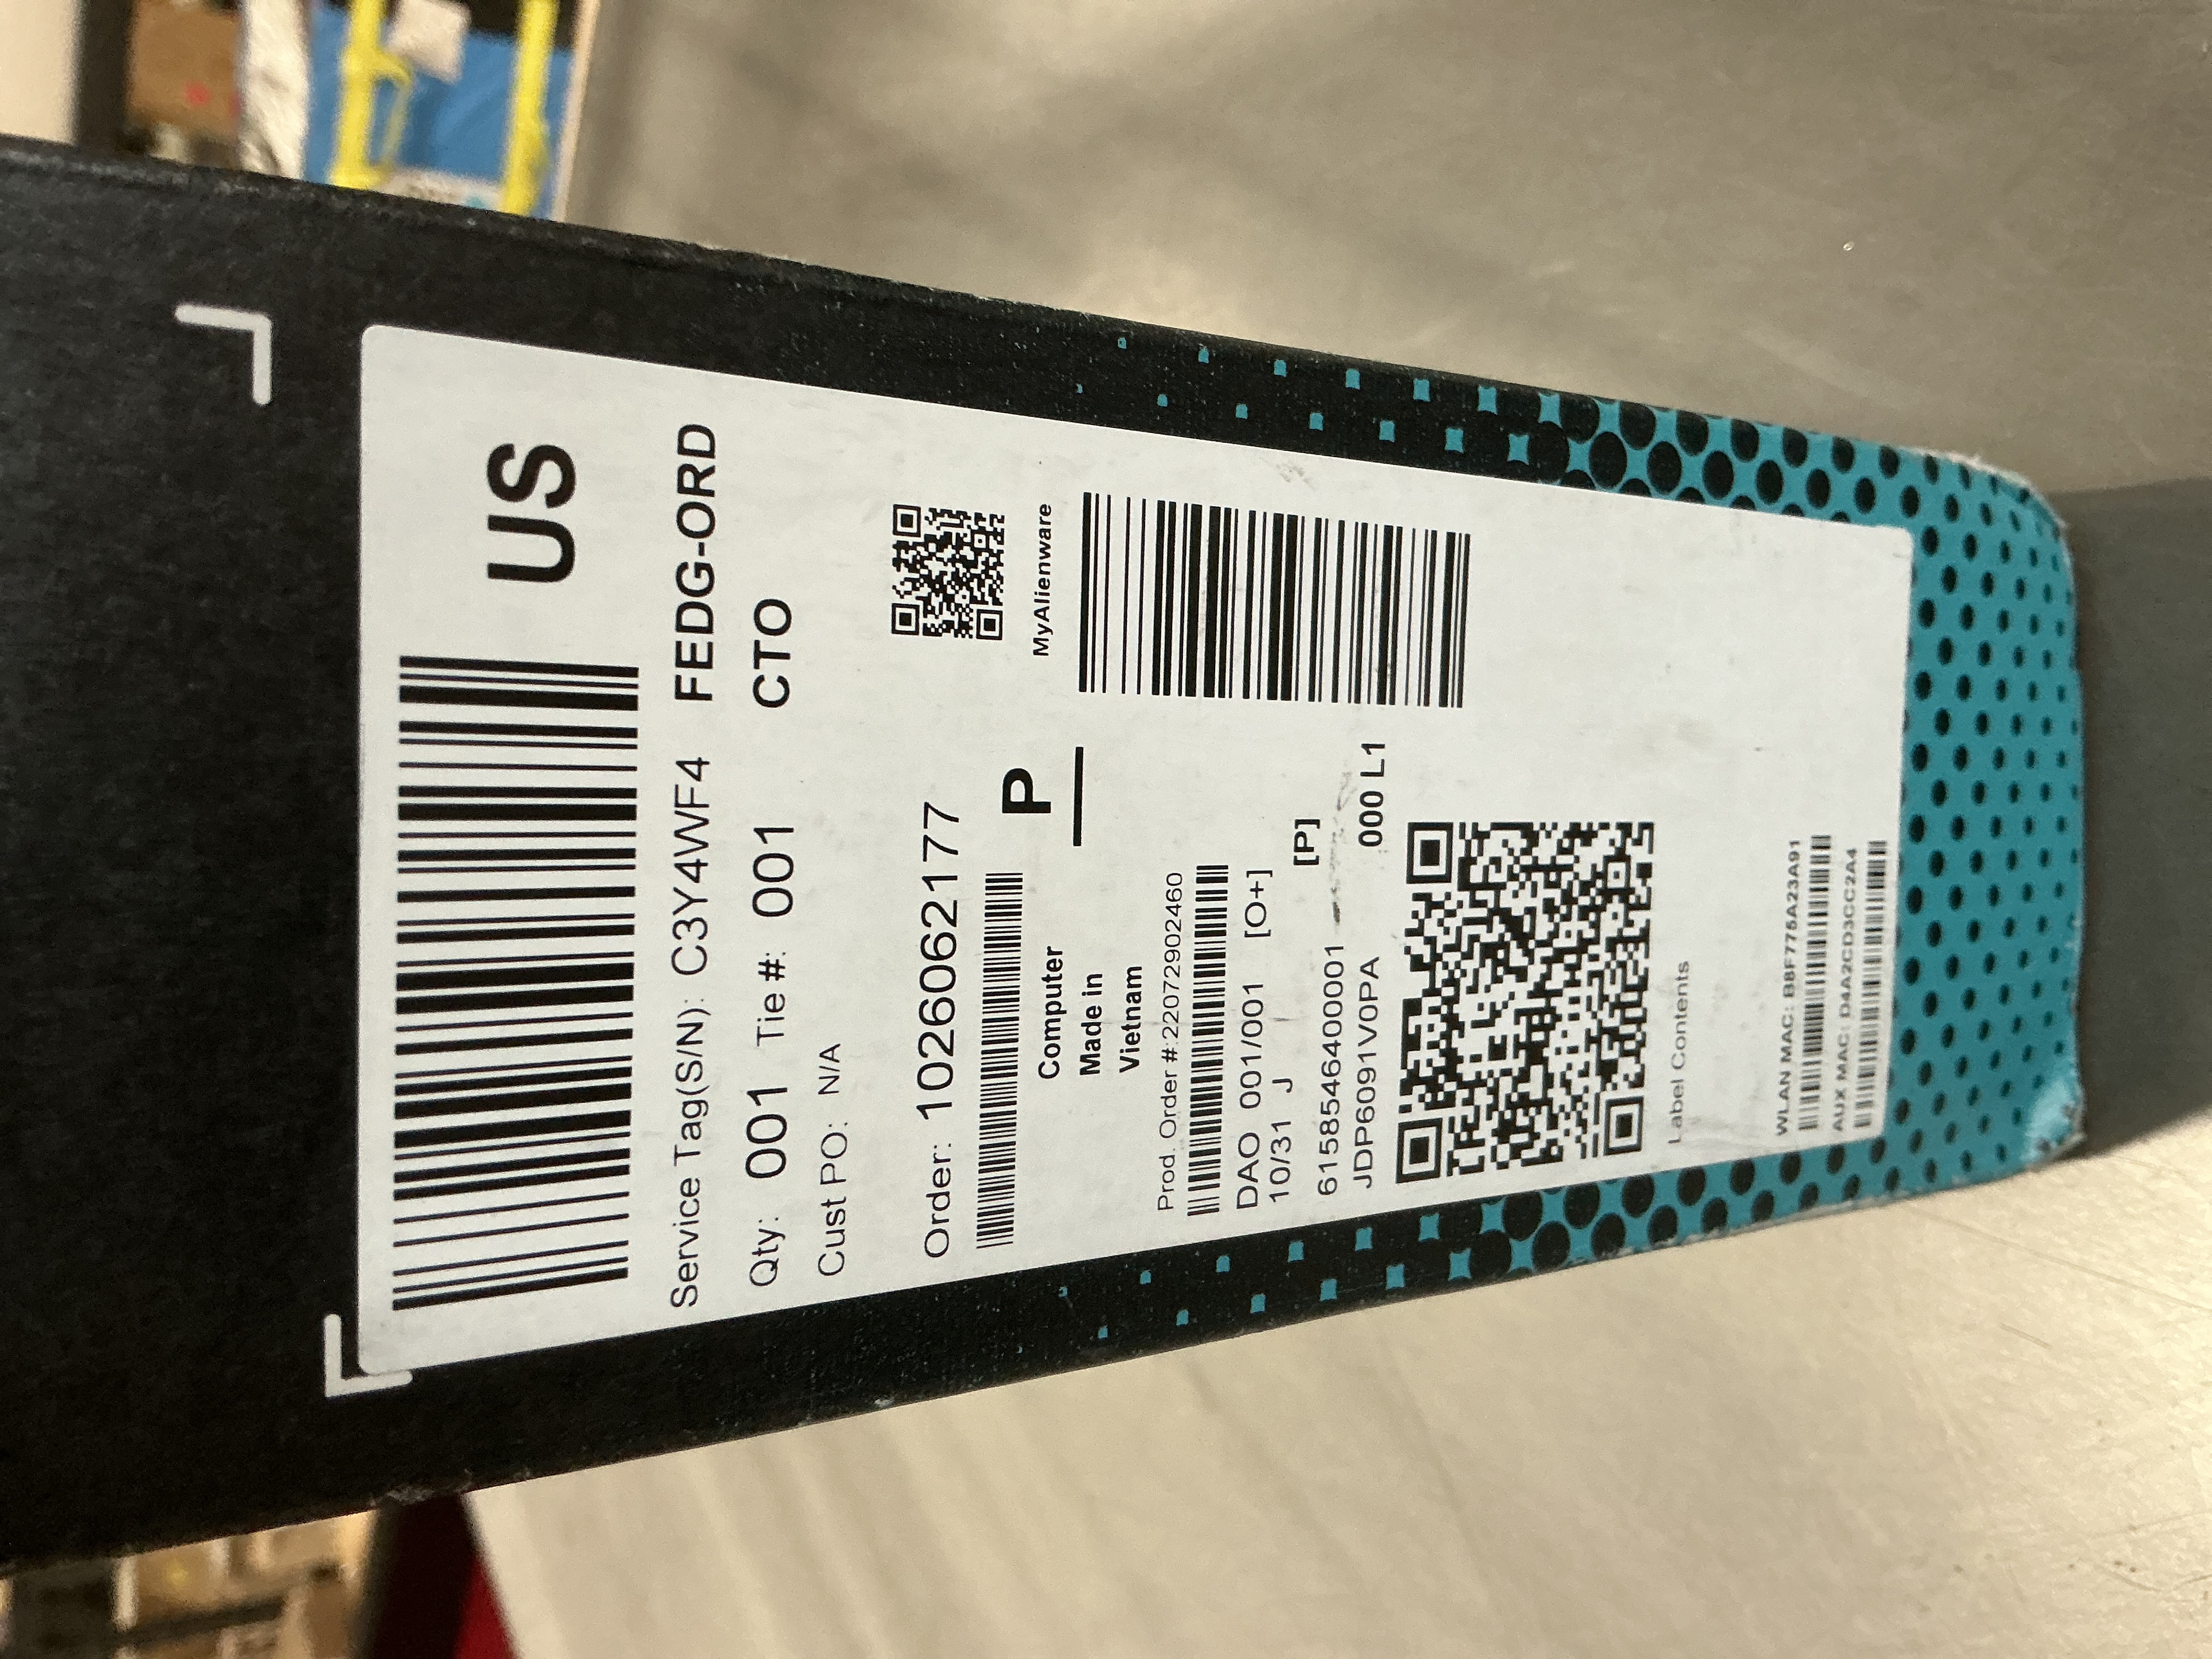 US
Service Tag(S/N): C3Y4WF4 FEDG-ORD
Qty: 001 Tie#: 001 CTO
Cust PO: N/A
Order: 1026062177
P
MyAlienware
Computer
Made in
Vietnam
Prod. Order #:220729902460
DAO 001/001 [O+]
10/31 J
[P]
61585464000001
JDP6091V0PA 000 L1
Label Contents
WLAN MAC: B8F775A23A91
AUX MAC: D4A2CD3CC2A4